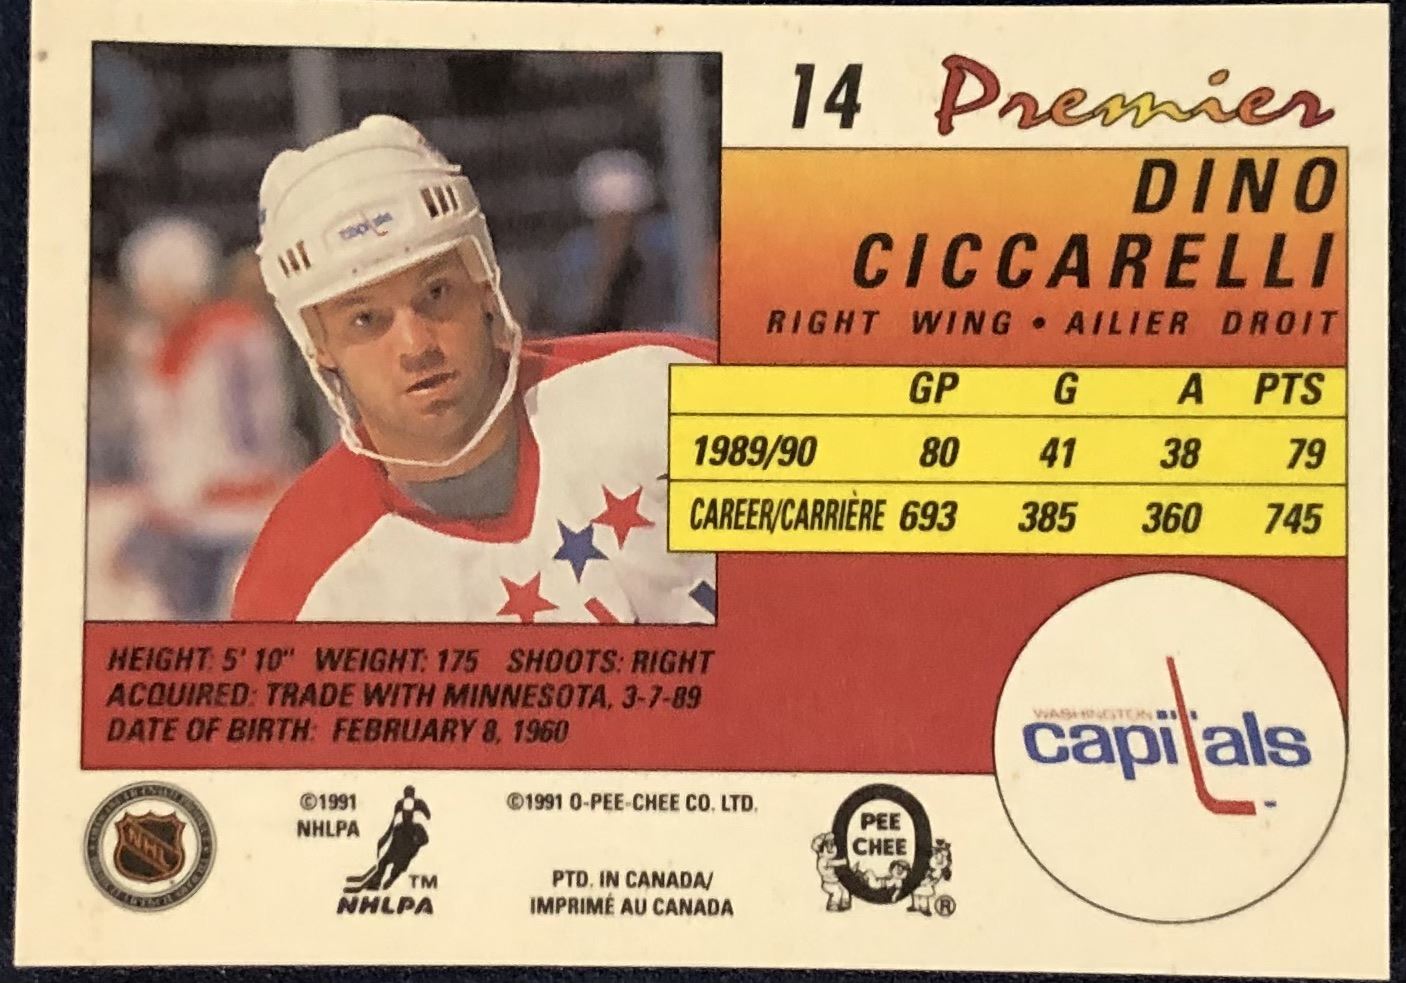 14 Premier
DINO
CICCARELLI
RIGHT WING • AILIER DROIT
GP G A PTS
1989/90 80 41 38 79
CAREER/CARRIÈRE 693 385 360 745
capitals
HEIGHT: 5' 10" WEIGHT: 175 SHOOTS: RIGHT
ACQUIRED: TRADE WITH MINNESOTA, 3-7-89
DATE OF BIRTH: FEBRUARY 8, 1960
WASHINGTON
capitals
NHL
©1991
NHLPA
TM
NHLPA
©1991 O-PEE-CHEE CO. LTD.
PTD. IN CANADA/
IMPRIMÉ AU CANADA
O
PEE
CHEE
®